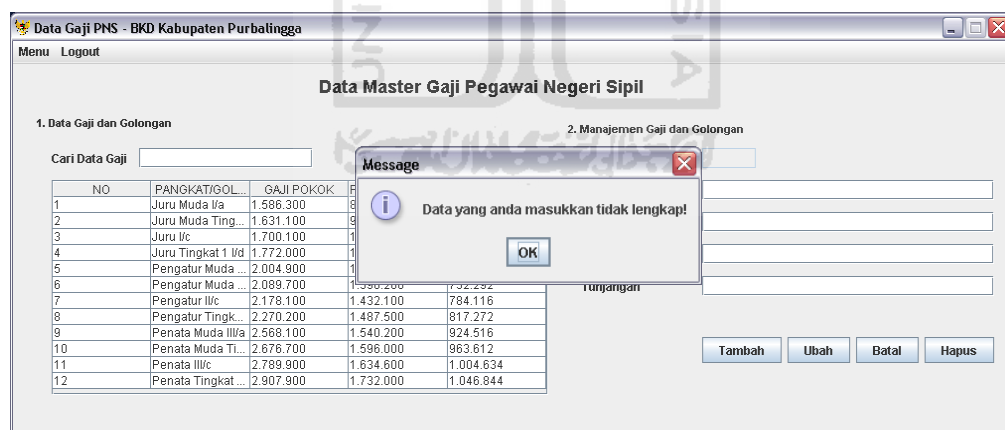 Data Gaji PNS - BKD Kabupaten Purbalingga
Menu Logout
Data Master Gaji Pegawai Negeri Sipil
1. Data Gaji dan Golongan
2. Manajemen Gaji dan Golongan
Cari Data Gaji
Message
Data yang anda masukkan tidak lengkap!
OK
NO PANGKAT/GOL... GAJI POKOK
1 Juru Muda I/a 1.586.300
2 Juru Muda Ting... 1.631.100
3 Juru I/c 1.700.100
4 Juru Tingkat 1 I/d 1.772.000
5 Pengatur Muda ... 2.004.900
6 Pengatur Muda ... 2.089.700
7 Pengatur II/c 2.178.100 1.432.100 784.116
8 Pengatur Tingk... 2.270.200 1.487.500 817.272
9 Penata Muda III/a 2.568.100 1.540.200 924.516
10 Penata Muda Ti... 2.676.700 1.596.000 963.612
11 Penata III/c 2.789.900 1.634.600 1.004.634
12 Penata Tingkat ... 2.907.900 1.732.000 1.046.844
Tunjangan
Tambah Ubah Batal Hapus